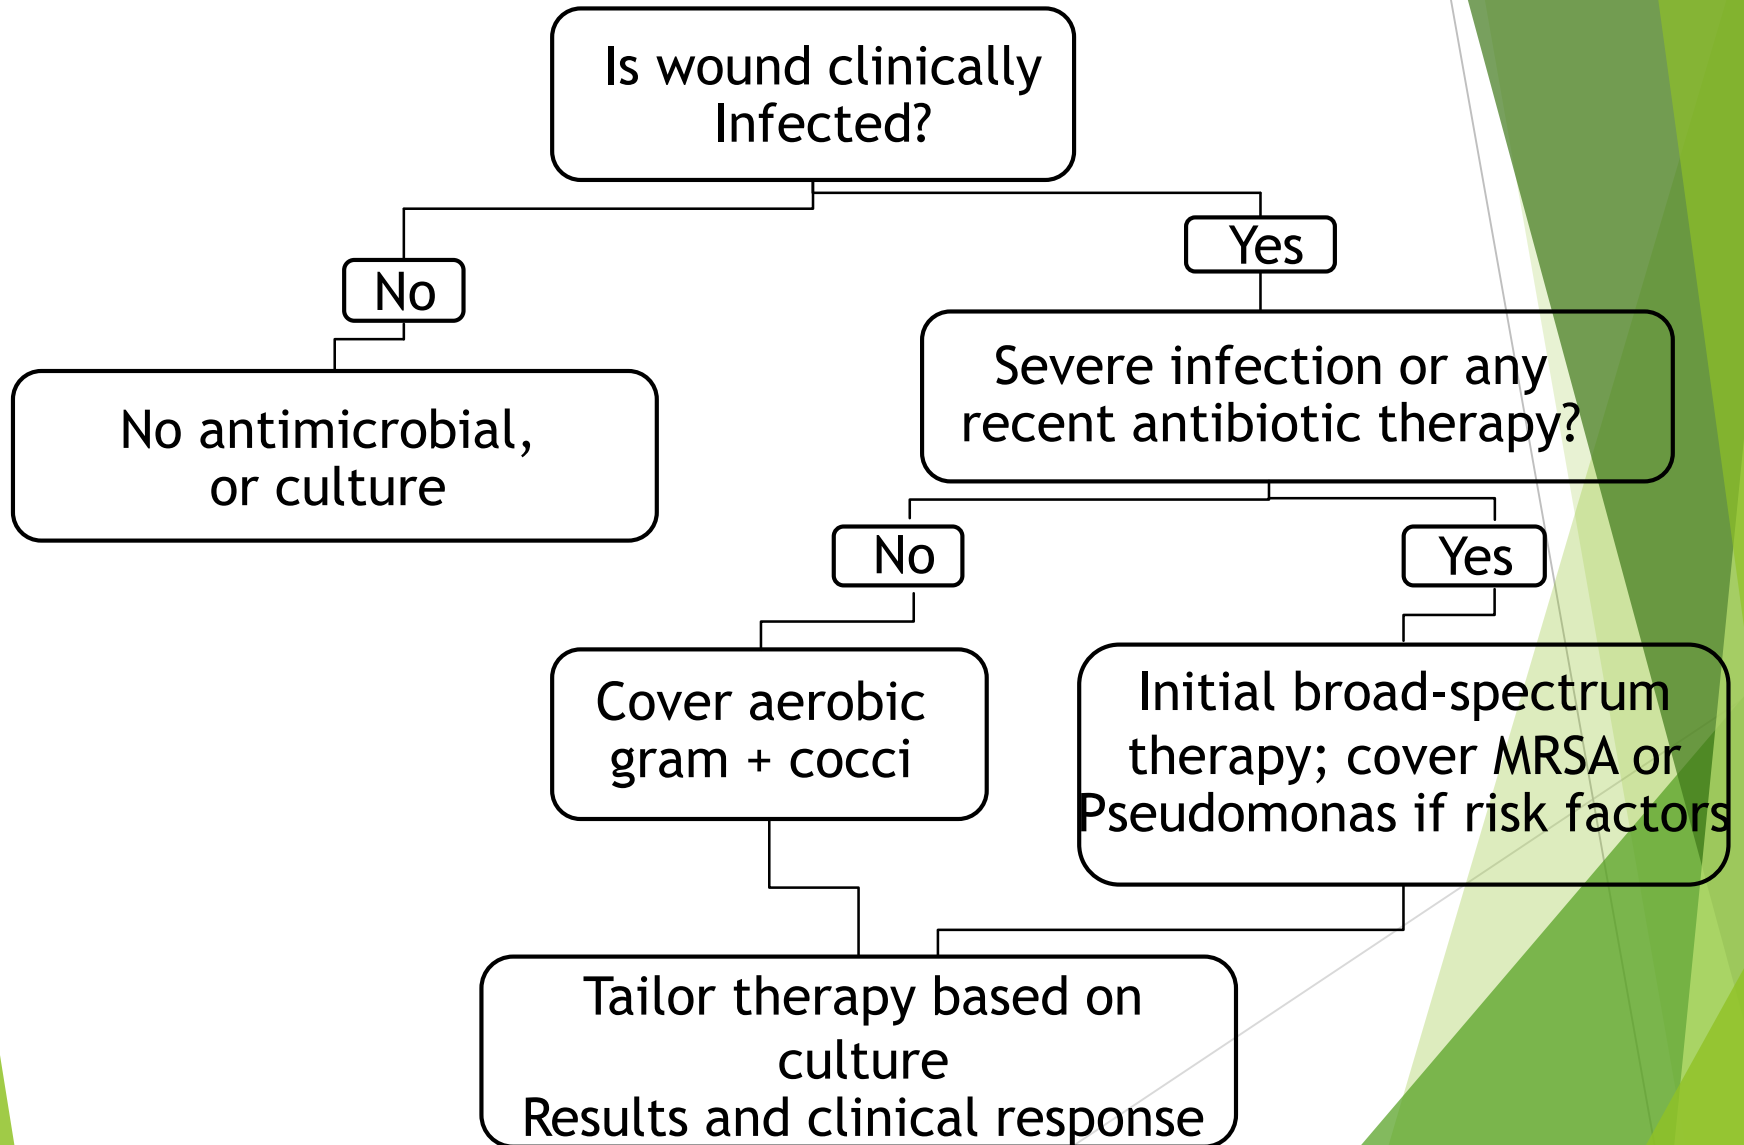 Is wound clinically
Infected?
Yes
No
Severe infection or any
recent antibiotic therapy?
No antimicrobial,
or culture
No
Yes
Cover aerobic
gram + cocci
Initial broad-spectrum
therapy; cover MRSA or
Pseudomonas if risk factors
Tailor therapy based on
culture
Results and clinical response